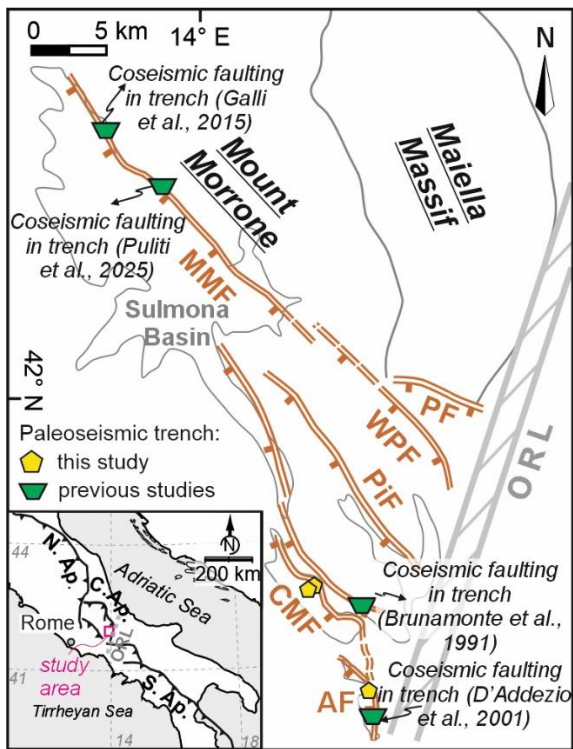 0 5 km
14° E
N
Coseismic faulting
in trench (Galli
et al., 2015)
Mount
Morrone
Maiella
Massif
Coseismic faulting
in trench (Puliti
et al., 2025)
MMF
Sulmona
Basin
42°
N
PF
WPF
ORL
Paleoseismic trench:
this study
previous studies
PiF
CMF
Coseismic faulting
in trench
(Brunamonte et al.,
1991)
Coseismic faulting
in trench (D'Addezio
et al., 2001)
AF
N
200 km
44
N. Ap.
C. Ap.
Adriatic Sea
Rome
ORL
study
area
41
S. Ap.
Tirrheyan Sea
14
18